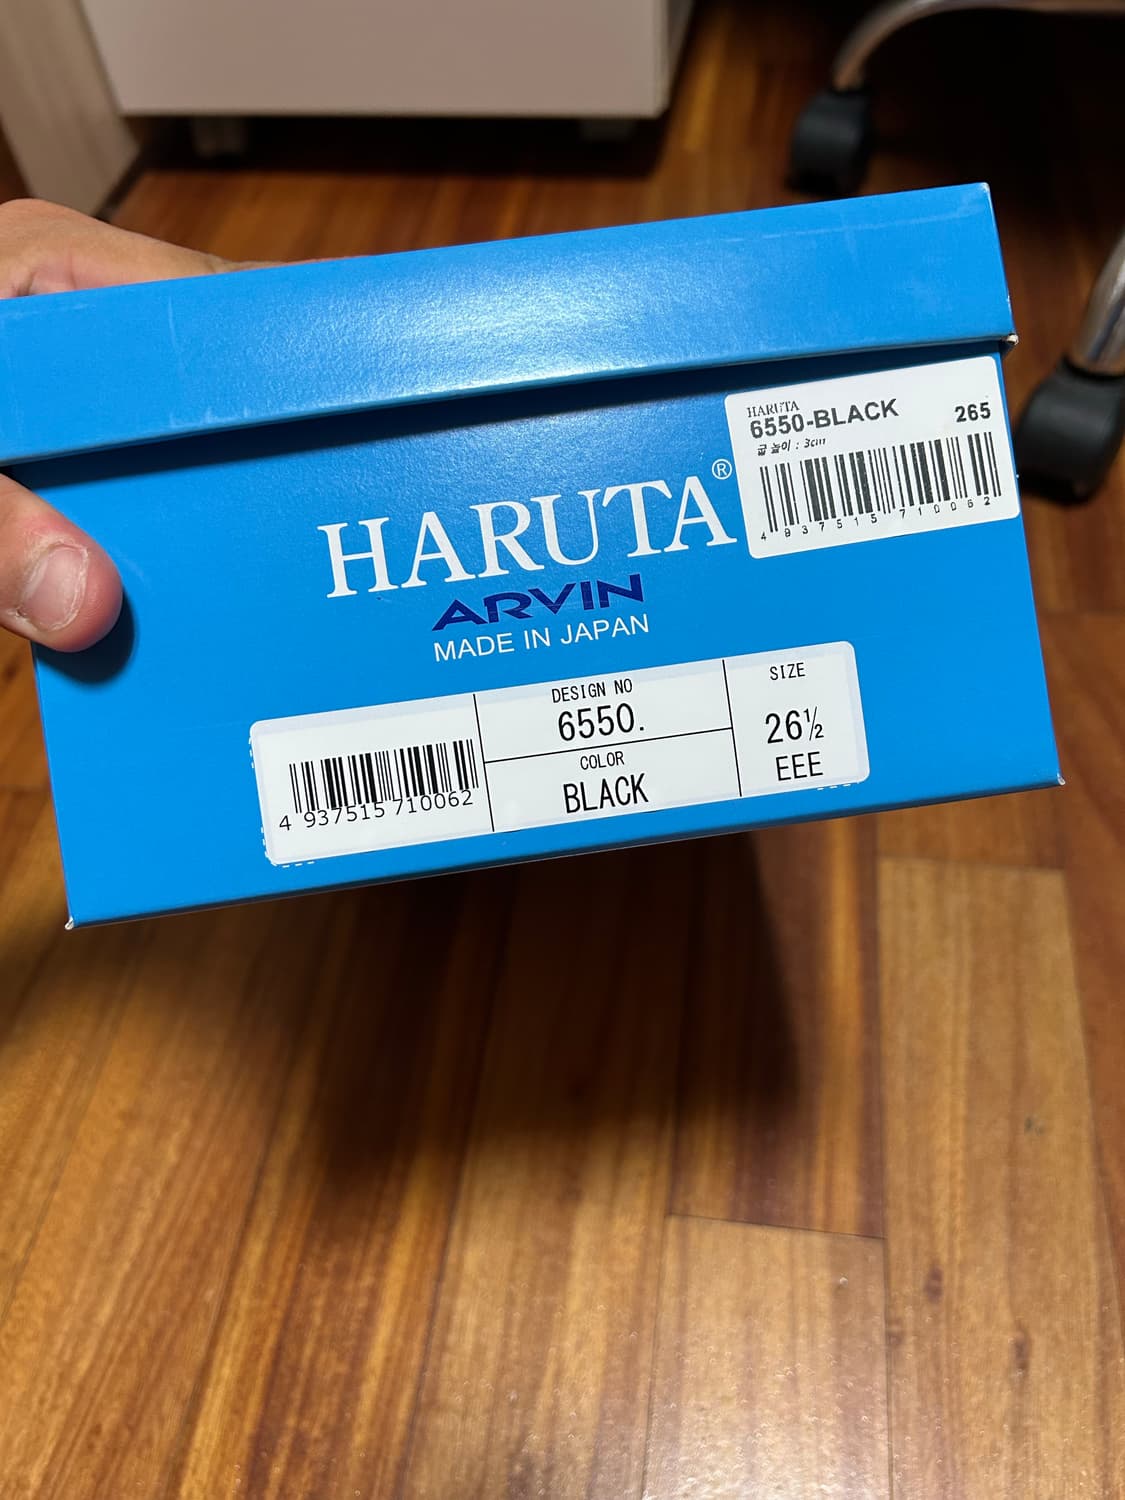 HARUTA
6550-BLACK 265
굽 높이 : 3cm
4 937515 710062
HARUTA®
ARVIN
MADE IN JAPAN
4 937515 710062
DESIGN NO
6550.
COLOR
BLACK
SIZE
26½
EEE